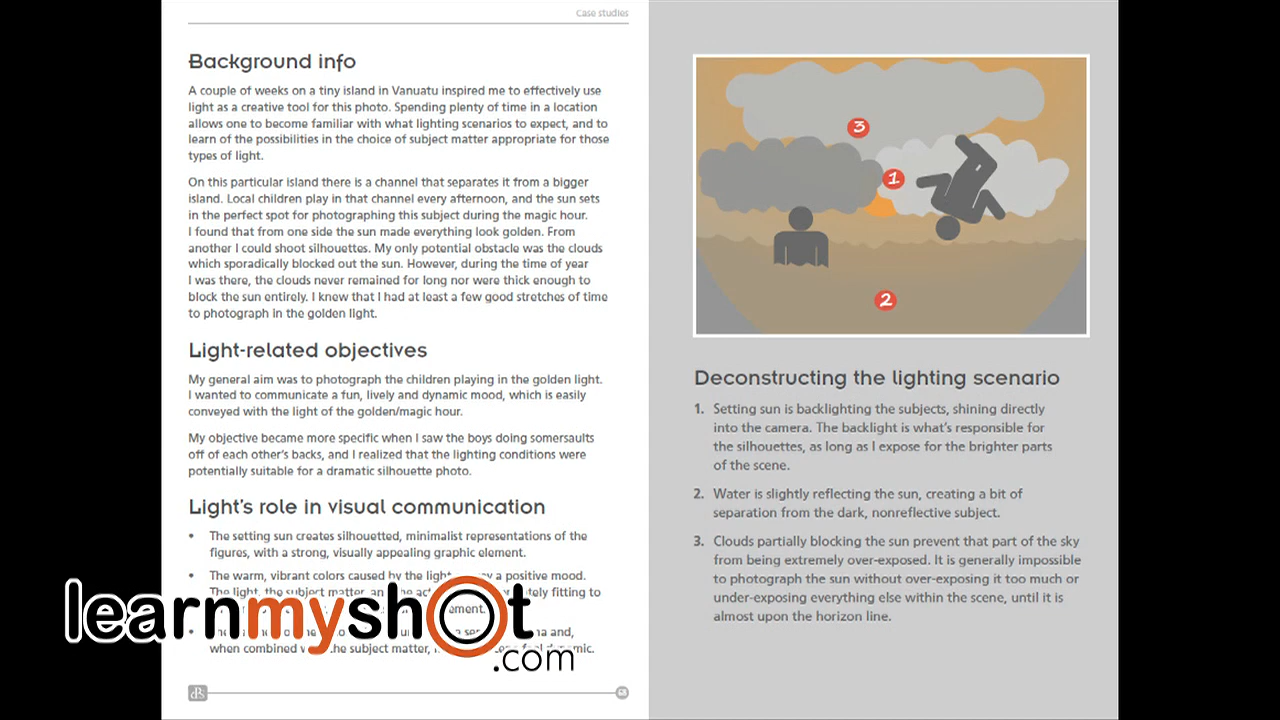 Case studies
Background info
A couple of weeks on a tiny island in Vanuatu inspired me to effectively use
light as a creative tool for this photo. Spending plenty of time in a location
allows one to become familiar with what lighting scenarios to expect, and to
learn of the possibilities in the choice of subject matter appropriate for those
types of light.
On this particular island there is a channel that separates it from a bigger
island. Local children play in that channel every afternoon, and the sun sets
in the perfect spot for photographing this subject during the magic hour.
I found that from one side the sun made everything look golden. From
another I could shoot silhouettes. My only potential obstacle was the clouds
which sporadically blocked out the sun. However, during the time of year
I was there, the clouds never remained for long nor were thick enough to
block the sun entirely. I knew that I had at least a few good stretches of time
to photograph in the golden light.
Light-related objectives
My general aim was to photograph the children playing in the golden light.
I wanted to communicate a fun, lively and dynamic mood, which is easily
conveyed with the light of the golden/magic hour.
My objective became more specific when I saw the boys doing somersaults
off of each other's backs, and I realized that the lighting conditions were
potentially suitable for a dramatic silhouette photo.
Light's role in visual communication
• The setting sun creates silhouetted, minimalist representations of the
figures, with a strong, visually appealing graphic element.
• The warm, vibrant colors caused by the light a positive mood.
The light, the subject matter, fitting to
when combined the subject matter,
learnmyshot
.com
dPs
3
1
2
Deconstructing the lighting scenario
1. Setting sun is backlighting the subjects, shining directly
into the camera. The backlight is what's responsible for
the silhouettes, as long as I expose for the brighter parts
of the scene.
2. Water is slightly reflecting the sun, creating a bit of
separation from the dark, nonreflective subject.
3. Clouds partially blocking the sun prevent that part of the sky
from being extremely over-exposed. It is generally impossible
to photograph the sun without over-exposing it too much or
under-exposing everything else within the scene, until it is
almost upon the horizon line.